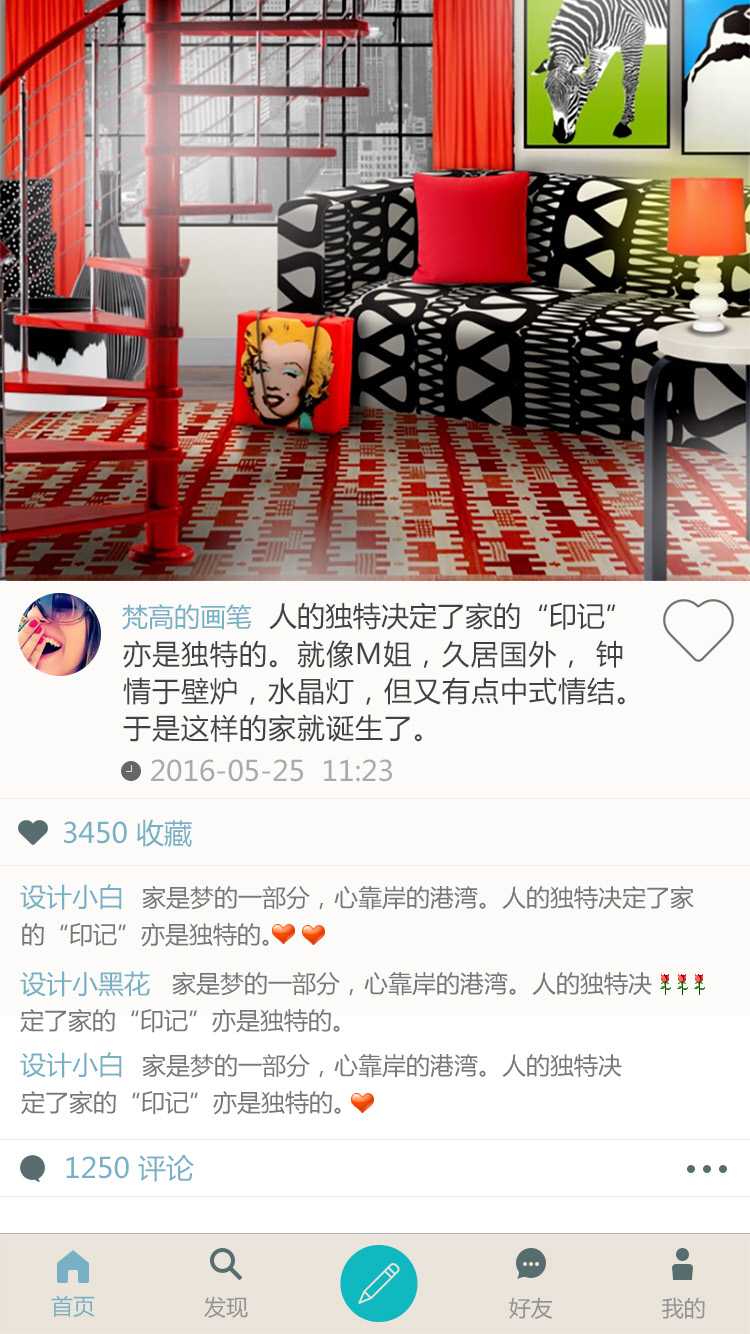 梵高的画笔 人的独特决定了家的“印记”
亦是独特的。就像M姐，久居国外， 钟
情于壁炉，水晶灯，但又有点中式情结。
于是这样的家就诞生了。
2016-05-25 11:23
3450 收藏
设计小白 家是梦的一部分，心靠岸的港湾。人的独特决定了家
的“印记”亦是独特的。
设计小黑花 家是梦的一部分，心靠岸的港湾。人的独特决
定了家的“印记”亦是独特的。
设计小白 家是梦的一部分，心靠岸的港湾。人的独特决
定了家的“印记”亦是独特的。
1250 评论
首页 发现 好友 我的